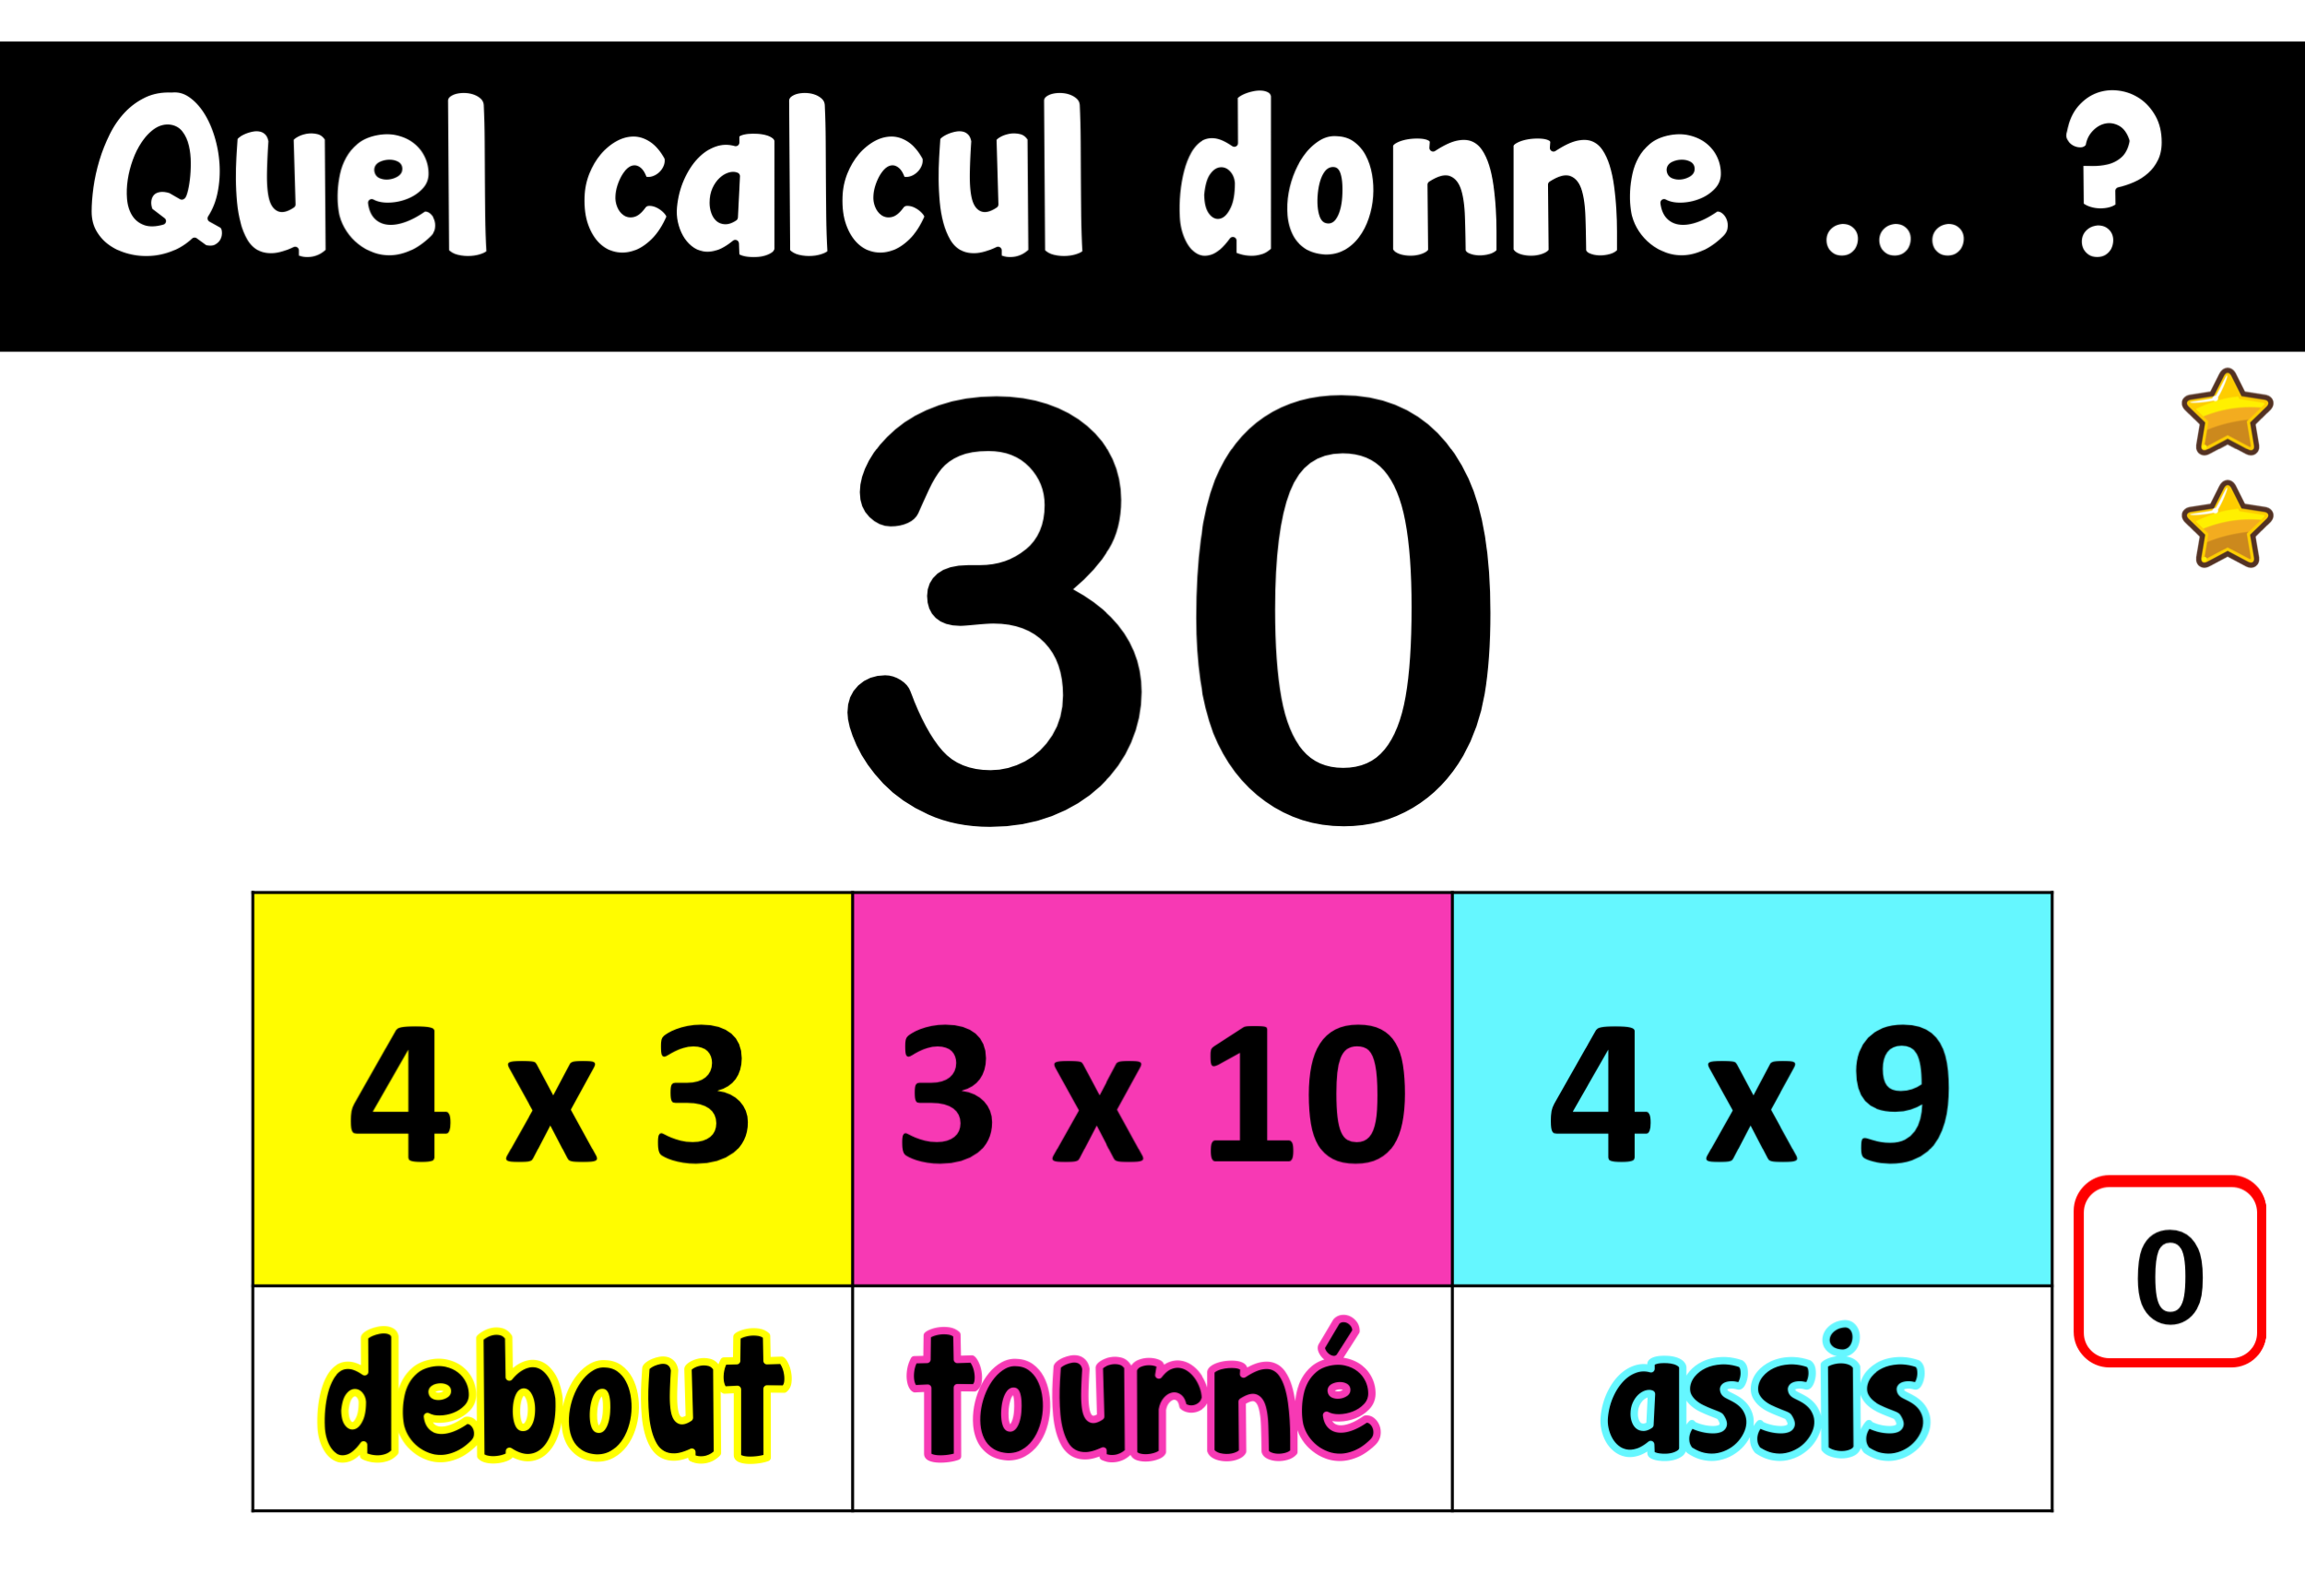 Quel calcul donne ... ?
30
4 x 3 3 x 10 4 x 9
0
debout tourné assis